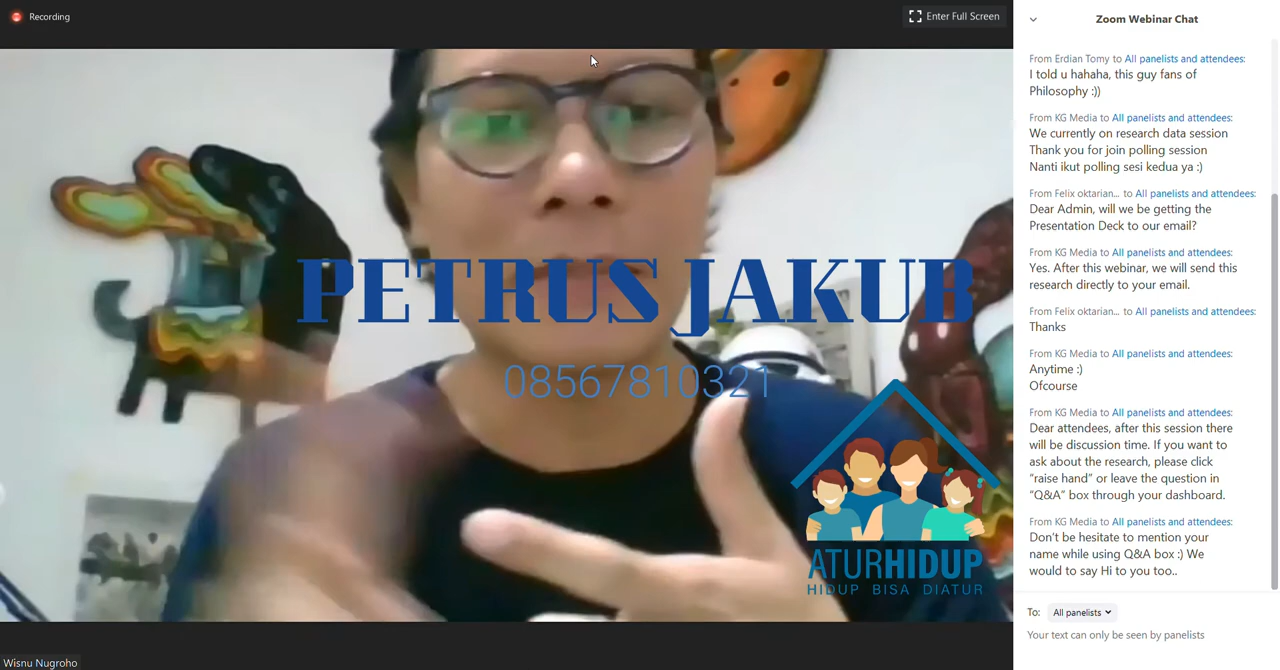 Recording
Enter Full Screen
PETRUS JAKUB
08567810321
ATURHIDUP
HIDUP BISA DIATUR
Wisnu Nugroho
Zoom Webinar Chat
From Erdian Tomy to All panelists and attendees:
I told u hahaha, this guy fans of
Philosophy :))
From KG Media to All panelists and attendees:
We currently on research data session
Thank you for join polling session
Nanti ikut polling sesi kedua ya :)
From Felix oktarian... to All panelists and attendees:
Dear Admin, will we be getting the
Presentation Deck to our email?
From KG Media to All panelists and attendees:
Yes. After this webinar, we will send this
research directly to your email.
From Felix oktarian... to All panelists and attendees:
Thanks
From KG Media to All panelists and attendees:
Anytime :)
Ofcourse
From KG Media to All panelists and attendees:
Dear attendees, after this session there
will be discussion time. If you want to
ask about the research, please click
“raise hand” or leave the question in
“Q&A” box through your dashboard.
From KG Media to All panelists and attendees:
Don't be hesitate to mention your
name while using Q&A box :) We
would to say Hi to you too..
To: All panelists
Your text can only be seen by panelists